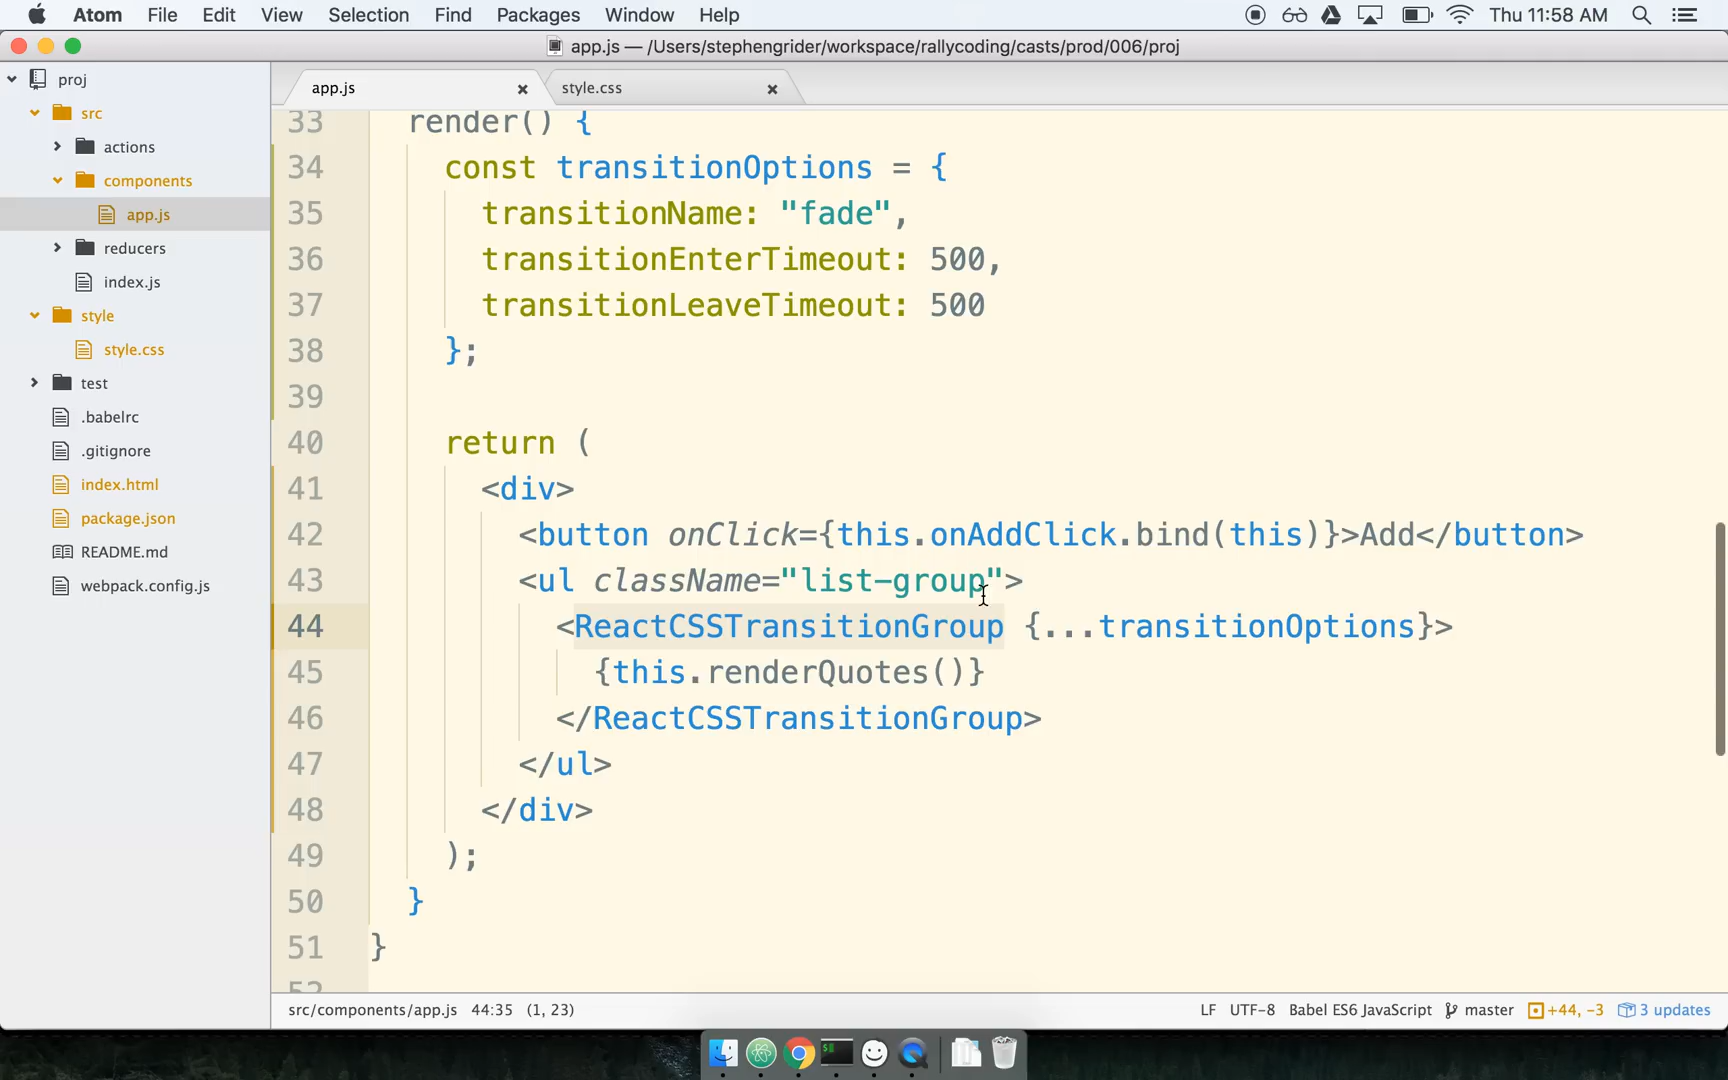 Atom File Edit View Selection Find Packages Window Help Thu 11:58 AM
app.js — /Users/stephengrider/workspace/rallycoding/casts/prod/006/proj
proj
src
actions
components
app.js
reducers
index.js
style
style.css
test
.babelrc
.gitignore
index.html
package.json
README.md
webpack.config.js
app.js style.css
33 render() {
34 const transitionOptions = {
35 transitionName: "fade",
36 transitionEnterTimeout: 500,
37 transitionLeaveTimeout: 500
38 };
39
40 return (
41 <div>
42 <button onClick={this.onAddClick.bind(this)}>Add</button>
43 <ul className="list-group">
44 <ReactCSSTransitionGroup {...transitionOptions}>
45 {this.renderQuotes()}
46 </ReactCSSTransitionGroup>
47 </ul>
48 </div>
49 );
50 }
51 }
52
src/components/app.js 44:35 (1, 23) LF UTF-8 Babel ES6 JavaScript master +44, -3 3 updates